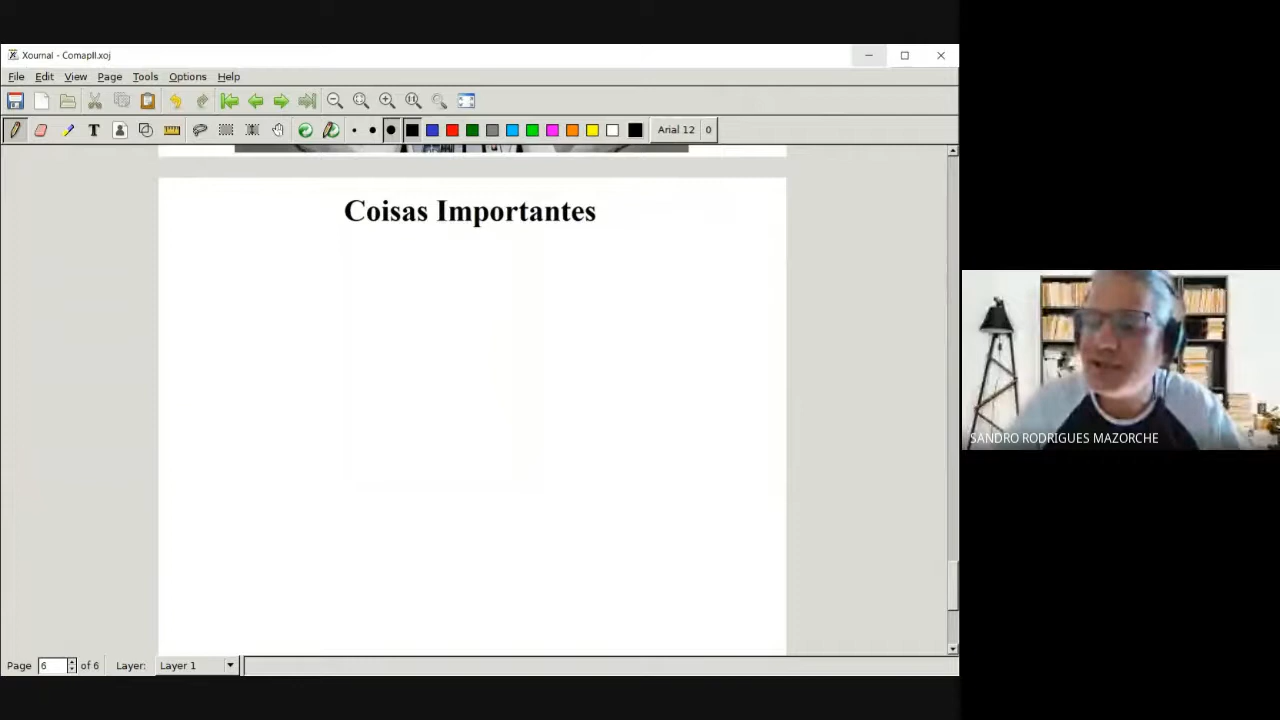 Xournal - ComapII.xoj
File Edit View Page Tools Options Help
T Arial 12 0
Coisas Importantes
SANDRO RODRIGUES MAZORCHE
Page 6 of 6 Layer: Layer 1